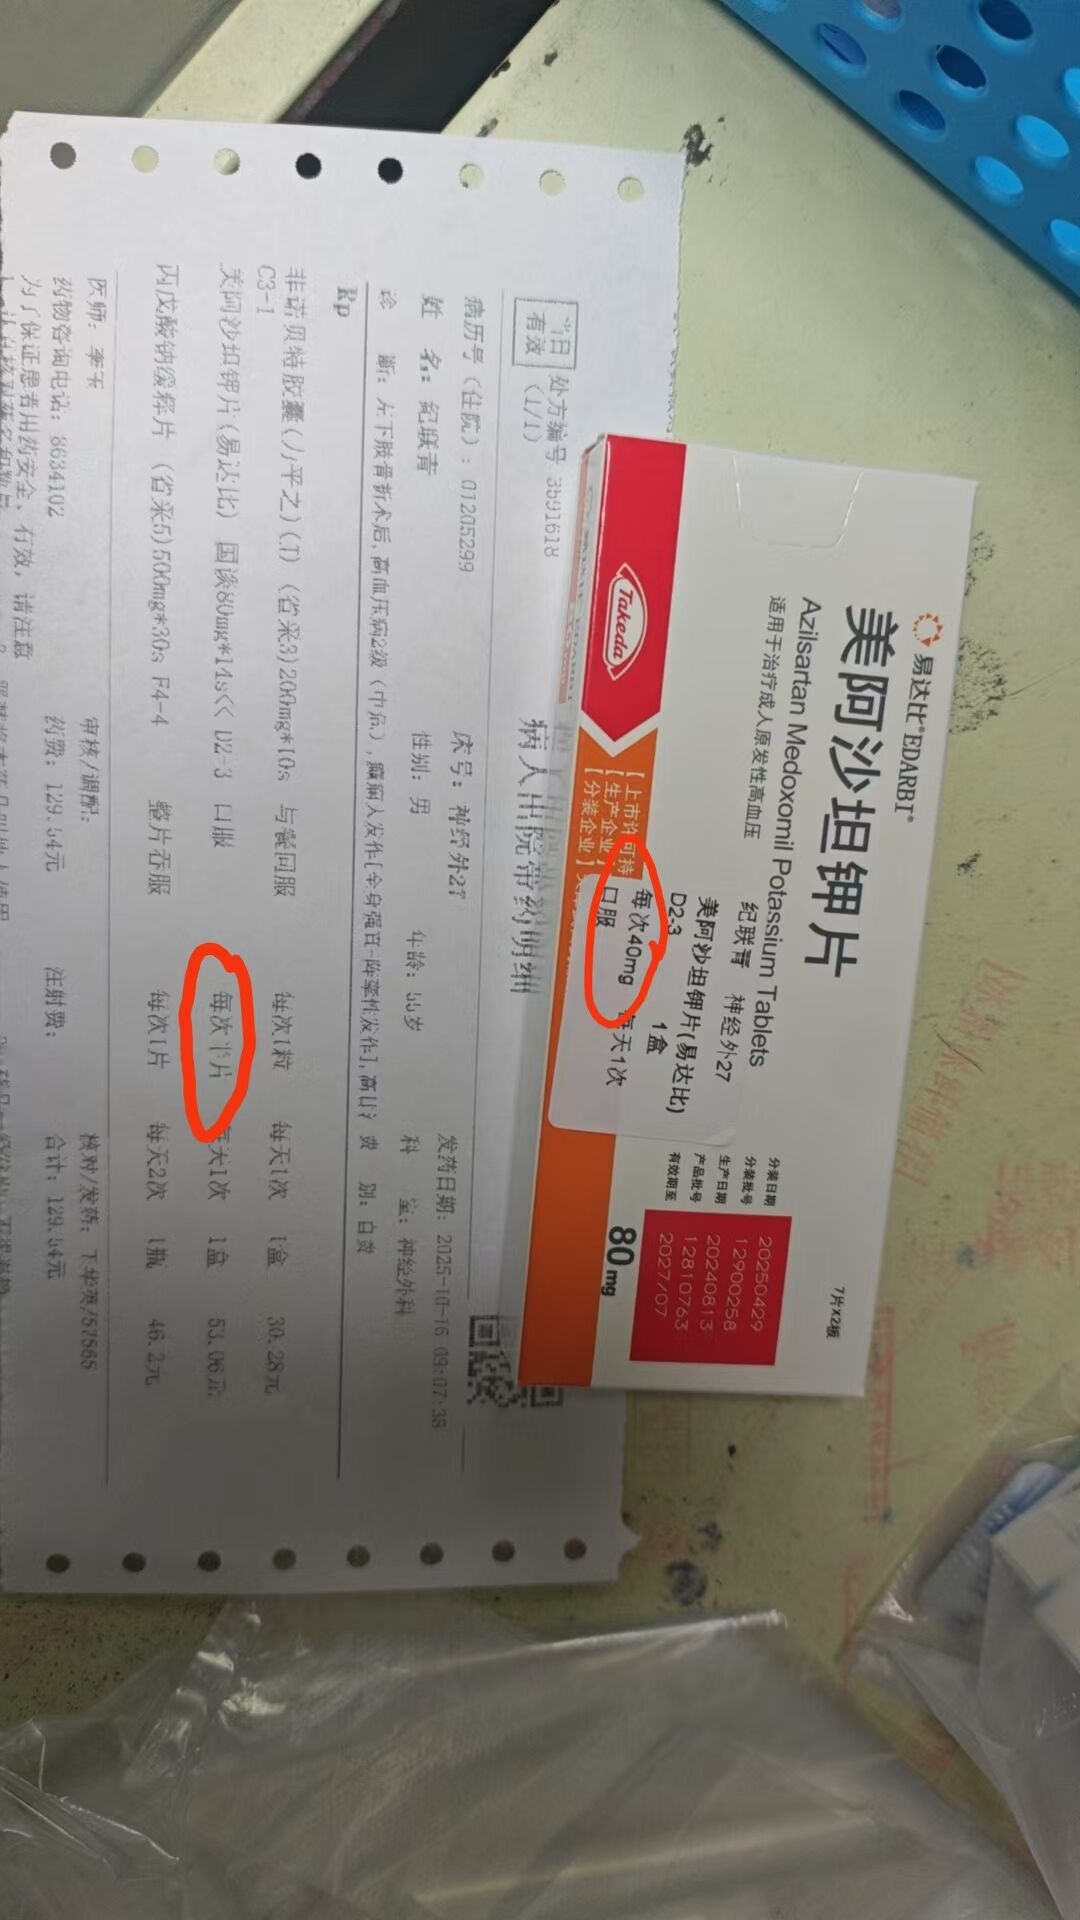 当日
有效
处方编号 3591618
(1/1)
病人出院带药明细
病历号(住院): 01205299
床号: 神经外27
发药日期: 2025-10-16 09:07:38
姓 名: 纪联青
性别: 男
年龄: 55岁
科 室: 神经外科
诊 断: 左下肢骨折术后,高血压病2级(中危),癫痫大发作[全身强直-阵挛性发作],高
费 别: 自费
Rp
非诺贝特胶囊(力平之)(J) (省采3)200mg*10s 与餐同服 每次1粒 每天1次 1盒 30.28元
C3-1
美阿沙坦钾片(易达比) 国谈80mg*14s<< D2-3 口服 每次半片 每天1次 1盒 53.06元
丙戊酸钠缓释片 (省采5)500mg*30s F4-4 整片吞服 每次1片 每天2次 1瓶 46.2元
医师:
审核/调配:
核对/发药: 57565
药物咨询电话: 8634102
药费: 129.54元
注射费:
合计: 129.54元
为了保证患者用药安全、有效,请注意
易达比®EDARBI®
美阿沙坦钾片
Azilsartan Medoxomil Potassium Tablets
适用于治疗成人原发性高血压
Takeda
【上市许可持
【生产企业】
【分装企业】
纪联青 神经外27
美阿沙坦钾片(易达比)
D2-3 1盒
每次40mg 每天1次
口服
7片X2板
分装日期 20250429
分装批号 12900258
生产日期 20240813
产品批号 12810763
有效期至 2027/07
80mg